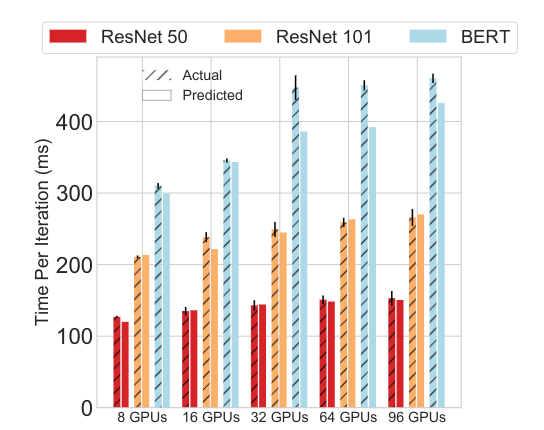 ResNet 50 ResNet 101 BERT
Actual
Predicted
Time Per Iteration (ms)
400
300
200
100
0
8 GPUs 16 GPUs 32 GPUs 64 GPUs 96 GPUs